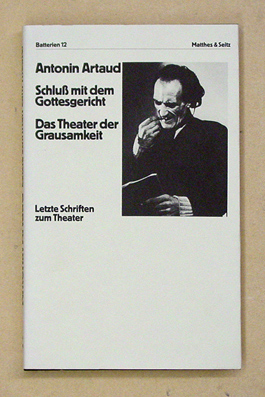 Batterien 12
Matthes & Seitz
Antonin Artaud
Schluß mit dem
Gottesgericht
Das Theater der
Grausamkeit
Letzte Schriften
zum Theater